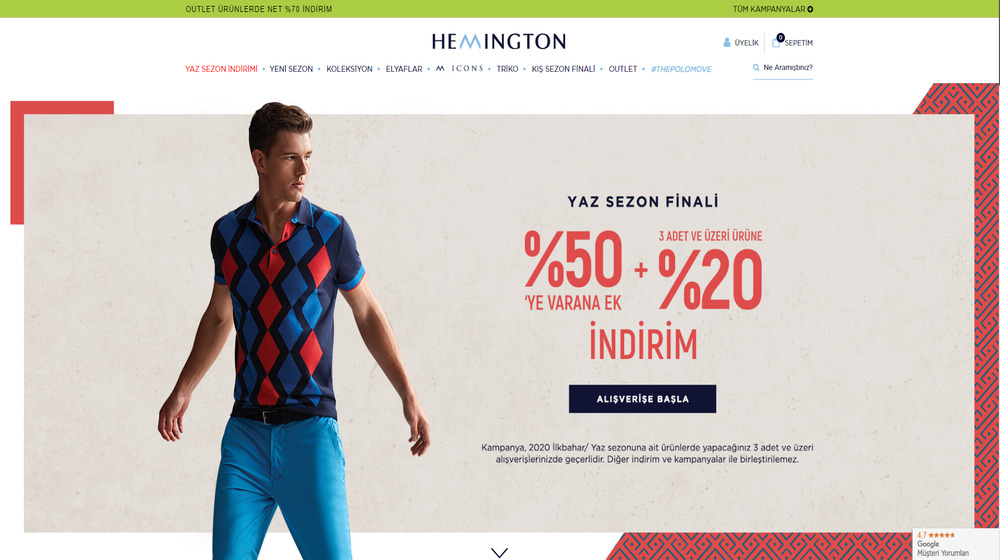 OUTLET ÜRÜNLERDE NET %70 İNDİRİM
TÜM KAMPANYALAR
HEMINGTON
ÜYELİK
0
SEPETİM
YAZ SEZON İNDİRİMİ • YENİ SEZON • KOLEKSİYON • ELYAFLAR • M ICONS • TRİKO • KIŞ SEZON FİNALİ • OUTLET • #THEPOLOMOVE
Ne Aramıştınız?
YAZ SEZON FİNALİ
%50
'YE VARANA EK
+
3 ADET VE ÜZERİ ÜRÜNE
%20
İNDİRİM
ALIŞVERİŞE BAŞLA
Kampanya, 2020 İlkbahar/ Yaz sezonuna ait ürünlerde yapacağınız 3 adet ve üzeri
alışverişlerinizde geçerlidir. Diğer indirim ve kampanyalar ile birleştirilemez.
4,7 ★★★★★
Google
Müşteri Yorumları